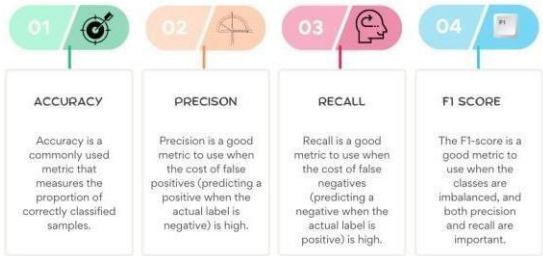 01
02
03
04
F1
ACCURACY
Accuracy is a
commonly used
metric that
measures the
proportion of
correctly classified
samples.
PRECISON
Precision is a good
metric to use when
the cost of false
positives (predicting a
positive when the
actual label is
negative) is high.
RECALL
Recall is a good
metric to use when
the cost of false
negatives
(predicting a
negative when the
actual label is
positive) is high.
F1 SCORE
The F1-score is a
good metric to
use when the
classes are
imbalanced, and
both precision
and recall are
important.